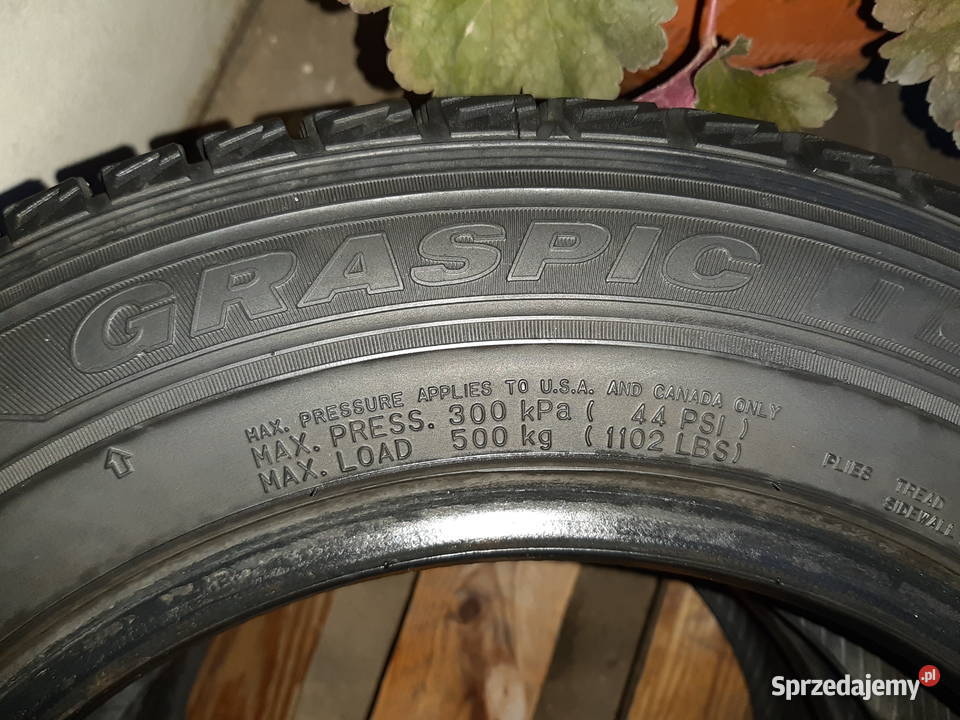 GRASPIC
MAX. PRESSURE APPLIES TO U.S.A. AND CANADA ONLY
MAX. PRESS. 300 kPa ( 44 PSI )
MAX. LOAD 500 kg ( 1102 LBS)
PLIES TREAD
SIDEWALL
Sprzedajemy.pl